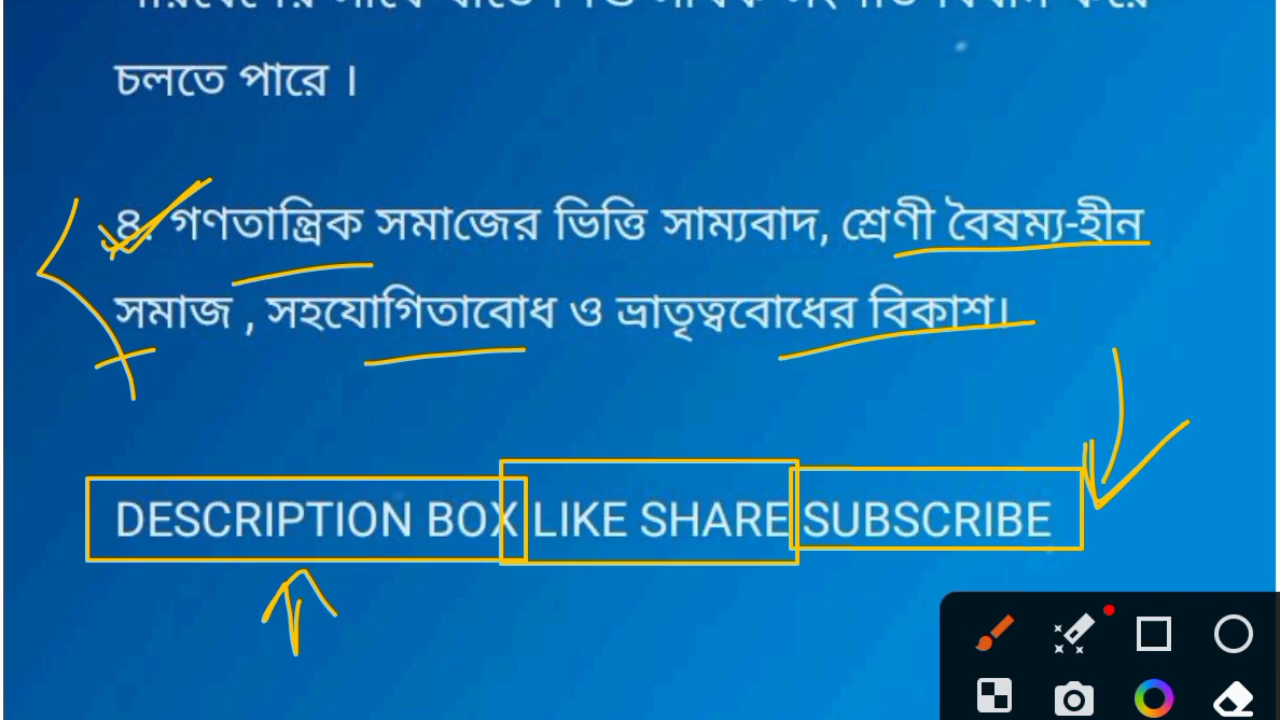 চলতে পারে ।
৪. গণতান্ত্রিক সমাজের ভিত্তি সাম্যবাদ, শ্রেণী বৈষম্য-হীন
সমাজ , সহযোগিতাবোধ ও ভ্রাতৃত্ববোধের বিকাশ।
DESCRIPTION BOX LIKE SHARE SUBSCRIBE